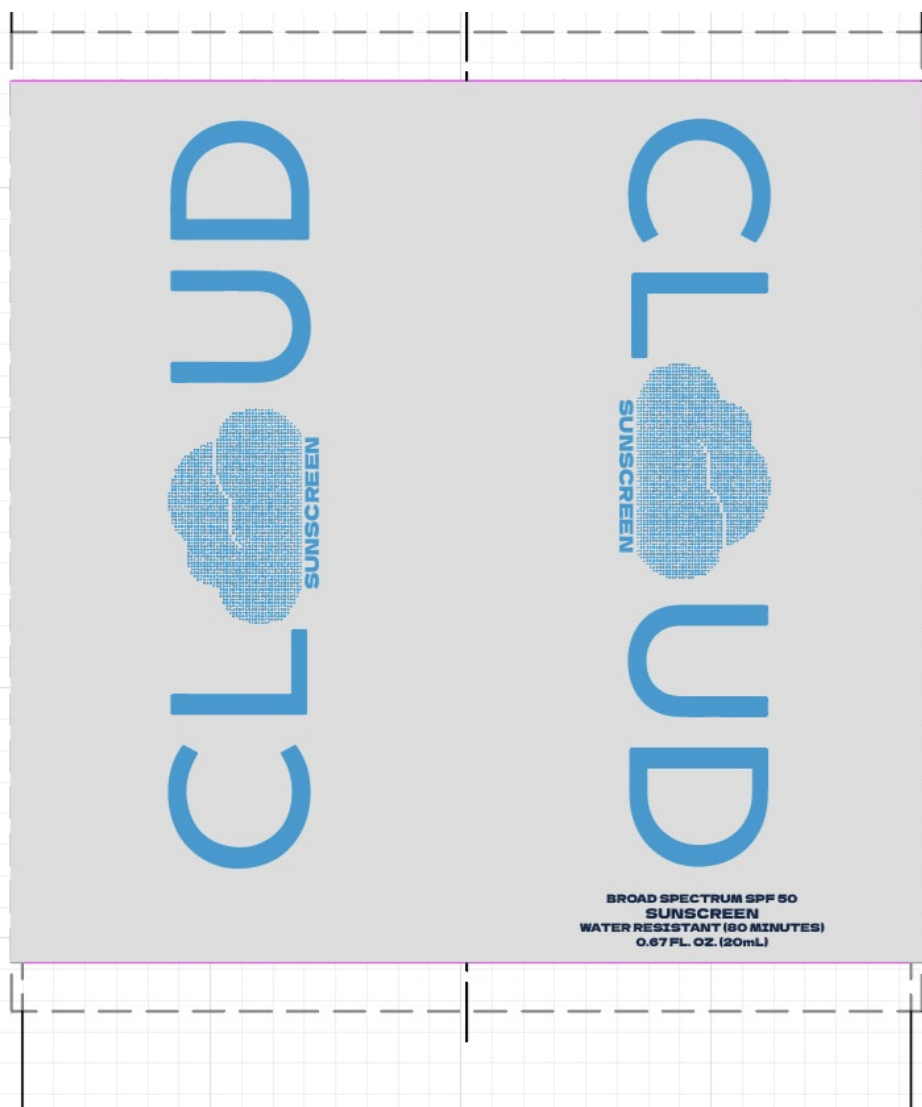 CLOUD
SUNSCREEN
CLOUD
SUNSCREEN
BROAD SPECTRUM SPF 50
SUNSCREEN
WATER RESISTANT (80 MINUTES)
0.67 FL. OZ. (20mL)